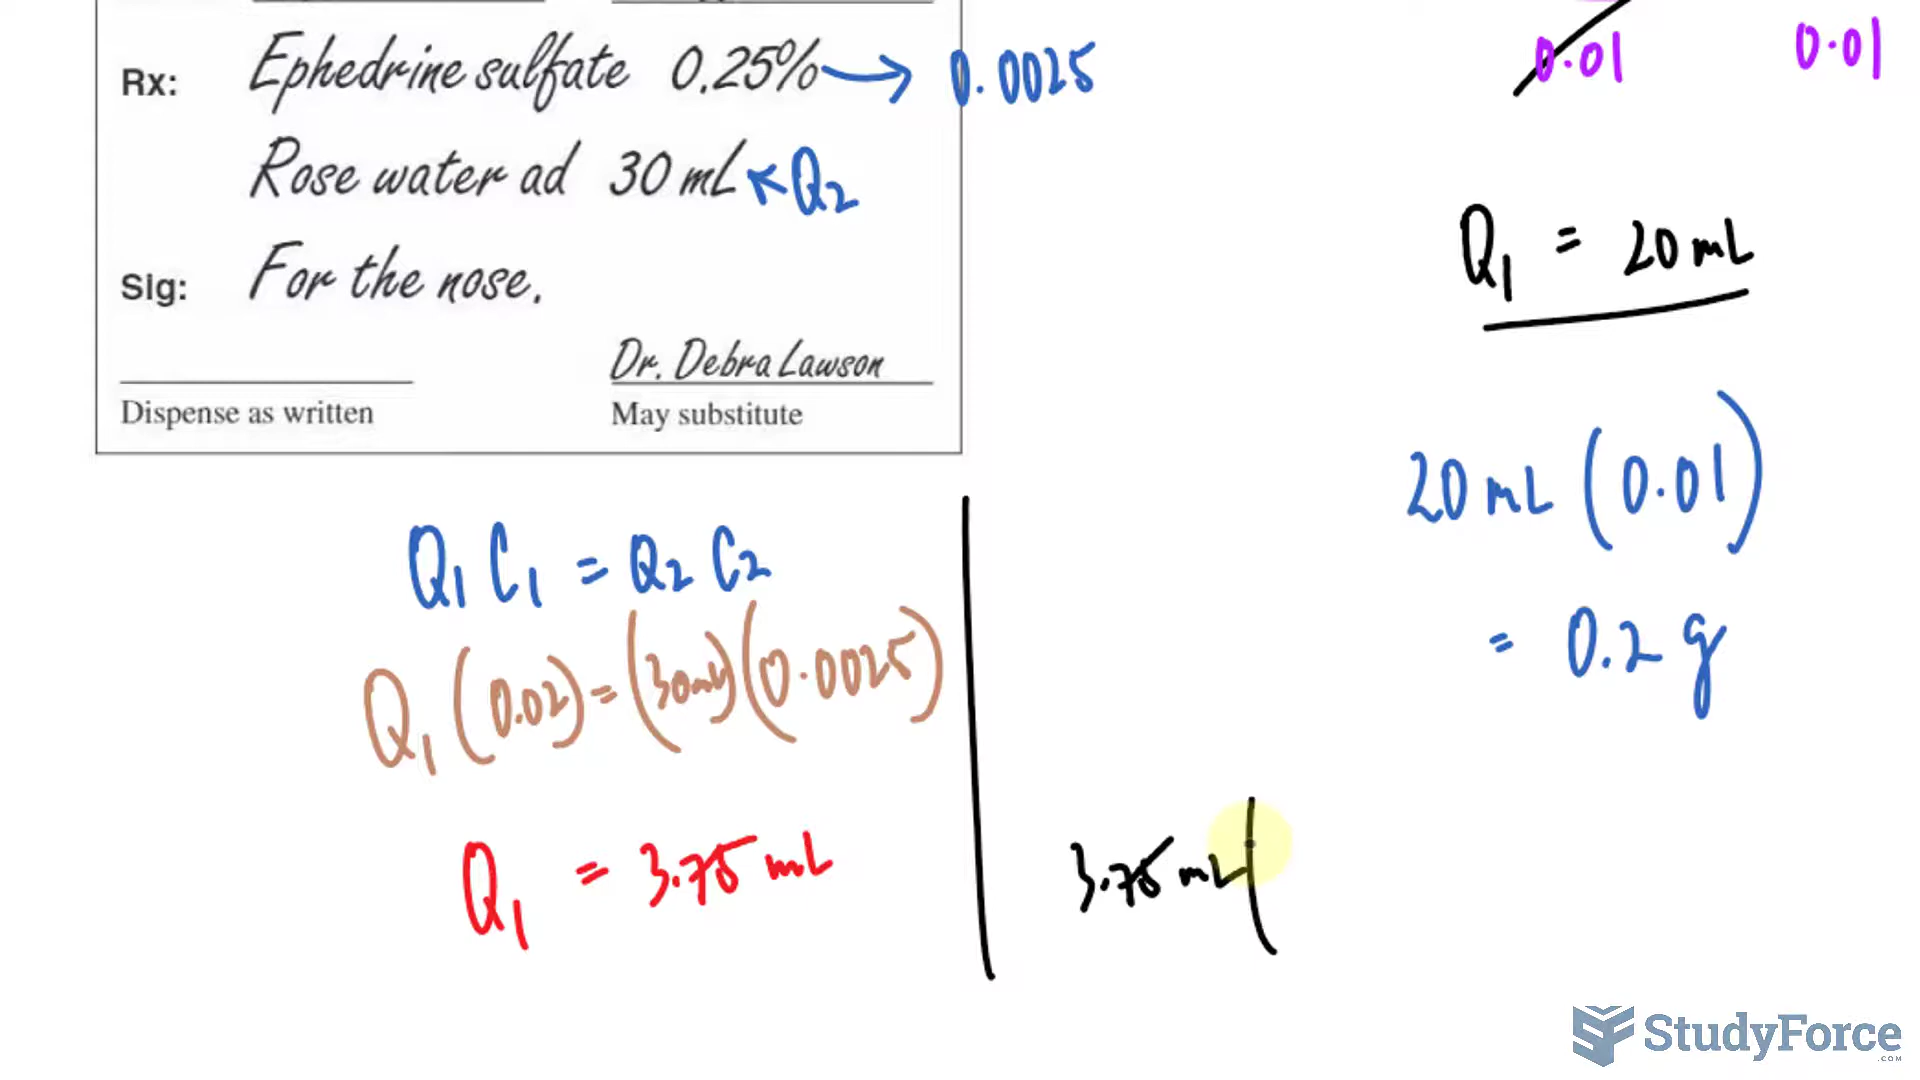 Rx: Ephedrine sulfate 0.25% → 0.0025
Rose water ad 30 mL ↖ Q2
Sig: For the nose.
Dr. Debra Lawson
Dispense as written May substitute
Q1 C1 = Q2 C2
Q1 (0.02) = (30mL)(0.0025)
Q1 = 3.75 mL
3.75 mL (
0.01 0.01
Q1 = 20 mL
20 mL (0.01)
= 0.2 g
StudyForce
.COM